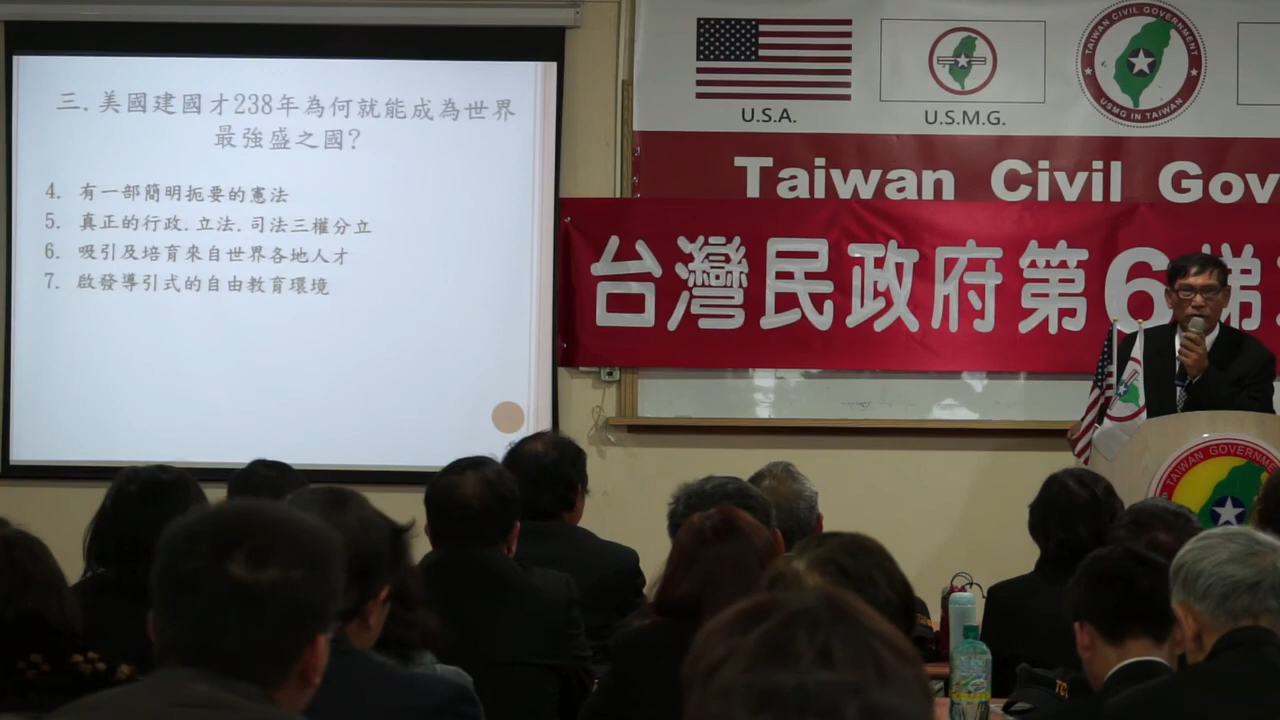 三.美國建國才238年為何就能成為世界
最強盛之國?
4. 有一部簡明扼要的憲法
5. 真正的行政.立法.司法三權分立
6. 吸引及培育來自世界各地人才
7. 啟發導引式的自由教育環境
U.S.A.
U.S.M.G.
TAIWAN CIVIL GOVERNMENT
USMG IN TAIWAN
Taiwan Civil Gov
台灣民政府第6梯
TAIWAN GOVERNME